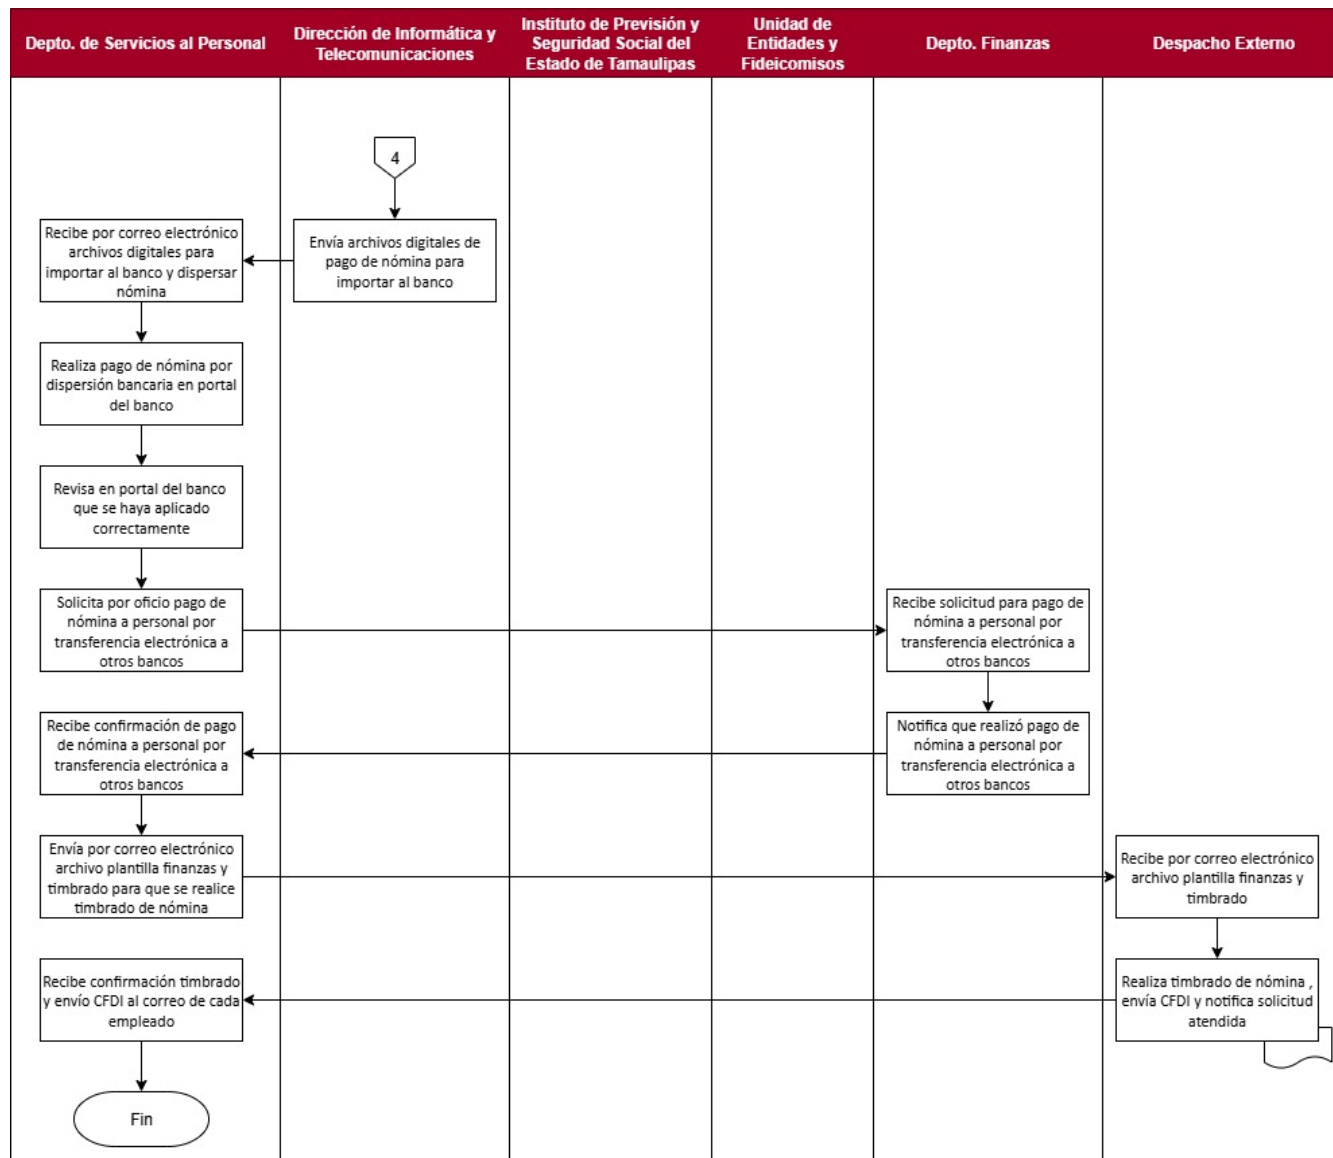 Depto. de Servicios al Personal
Dirección de Informática y
Telecomunicaciones
Instituto de Previsión y
Seguridad Social del
Estado de Tamaulipas
Unidad de
Entidades y
Fideicomisos
Depto. Finanzas
Despacho Externo
4
Envía archivos digitales de
pago de nómina para
importar al banco
Recibe por correo electrónico
archivos digitales para
importar al banco y dispersar
nómina
Realiza pago de nómina por
dispersión bancaria en portal
del banco
Revisa en portal del banco
que se haya aplicado
correctamente
Solicita por oficio pago de
nómina a personal por
transferencia electrónica a
otros bancos
Recibe solicitud para pago de
nómina a personal por
transferencia electrónica a
otros bancos
Notifica que realizó pago de
nómina a personal por
transferencia electrónica a
otros bancos
Recibe confirmación de pago
de nómina a personal por
transferencia electrónica a
otros bancos
Envía por correo electrónico
archivo plantilla finanzas y
timbrado para que se realice
timbrado de nómina
Recibe por correo electrónico
archivo plantilla finanzas y
timbrado
Realiza timbrado de nómina ,
envía CFDI y notifica solicitud
atendida
Recibe confirmación timbrado
y envío CFDI al correo de cada
empleado
Fin